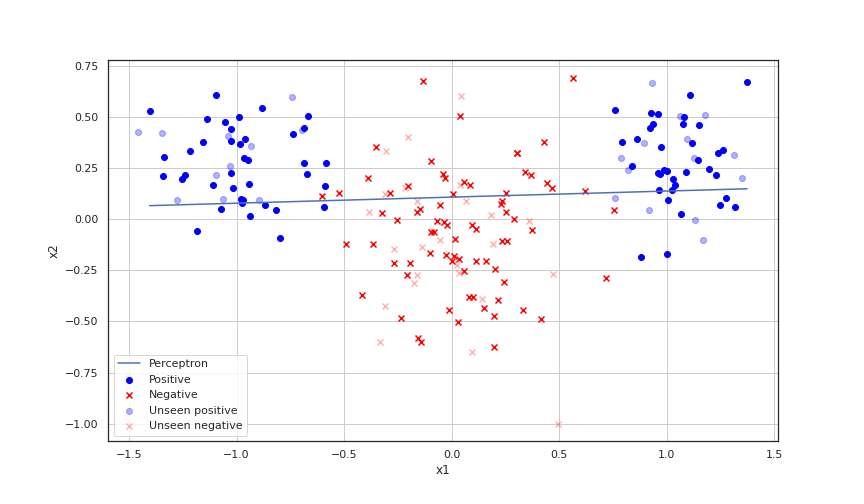 0.75
0.50
0.25
0.00
−0.25
−0.50
−0.75
−1.00
x2
Perceptron
Positive
Negative
Unseen positive
Unseen negative
−1.5
−1.0
−0.5
0.0
0.5
1.0
1.5
x1